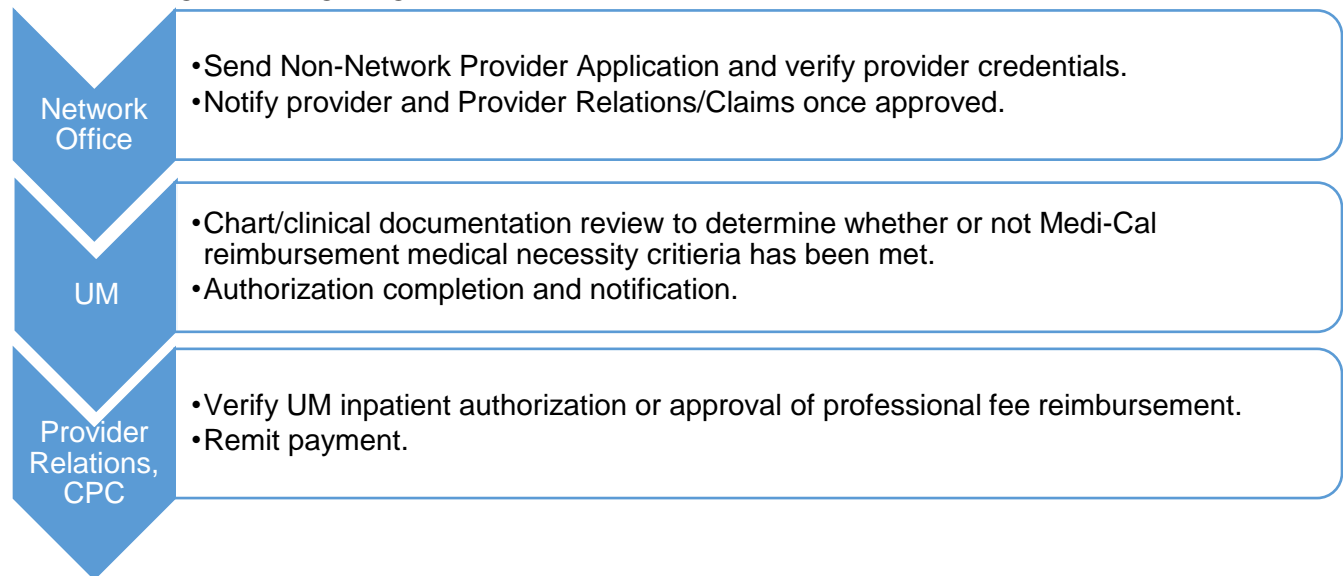 Network
Office
•Send Non-Network Provider Application and verify provider credentials.
•Notify provider and Provider Relations/Claims once approved.
UM
•Chart/clinical documentation review to determine whether or not Medi-Cal
reimbursement medical necessity critieria has been met.
•Authorization completion and notification.
Provider
Relations,
CPC
•Verify UM inpatient authorization or approval of professional fee reimbursement.
•Remit payment.